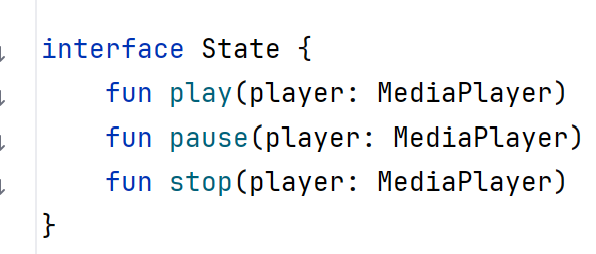 interface State {
    fun play(player: MediaPlayer)
    fun pause(player: MediaPlayer)
    fun stop(player: MediaPlayer)
}